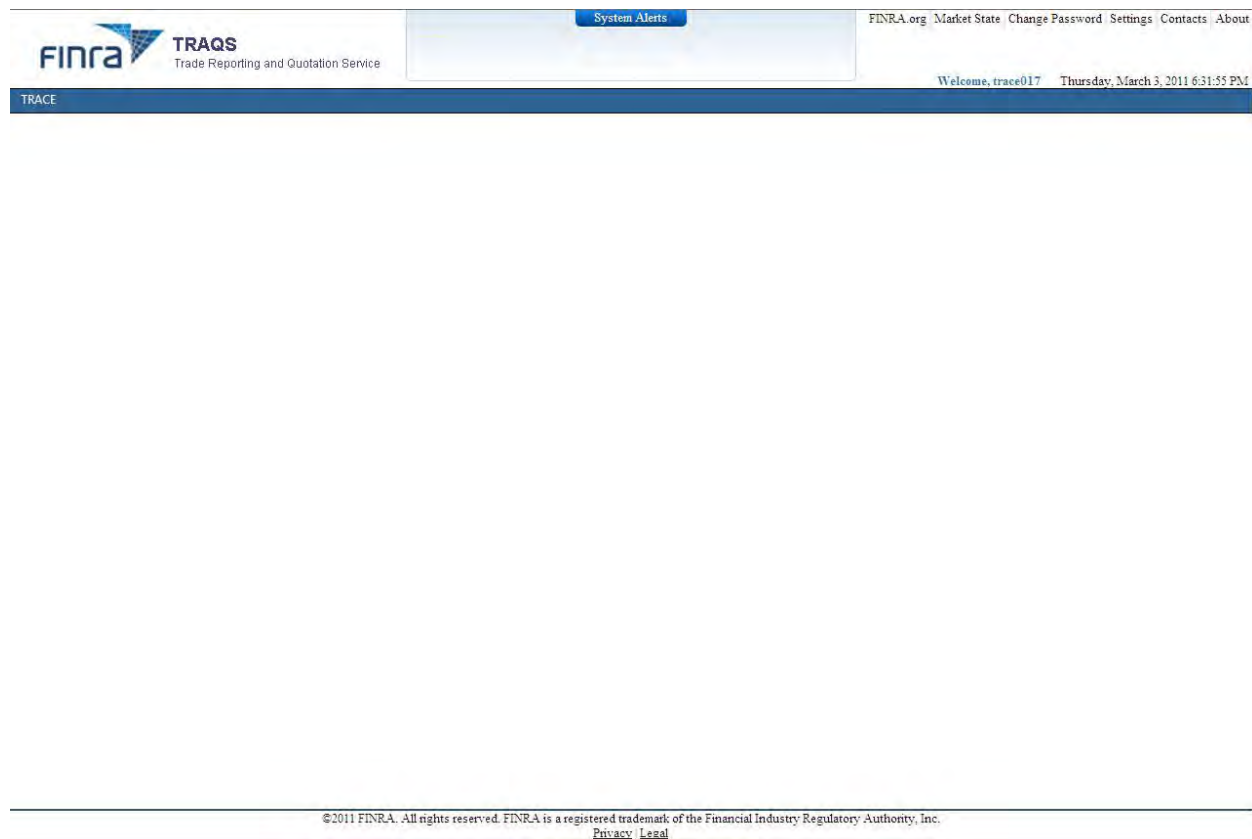 System Alerts
FINRA.org Market State Change Password Settings Contacts About
Finra
TRAQS
Trade Reporting and Quotation Service
Welcome, trace017 Thursday, March 3, 2011 6:31:55 PM
TRACE
©2011 FINRA. All rights reserved. FINRA is a registered trademark of the Financial Industry Regulatory Authority, Inc.
Privacy | Legal